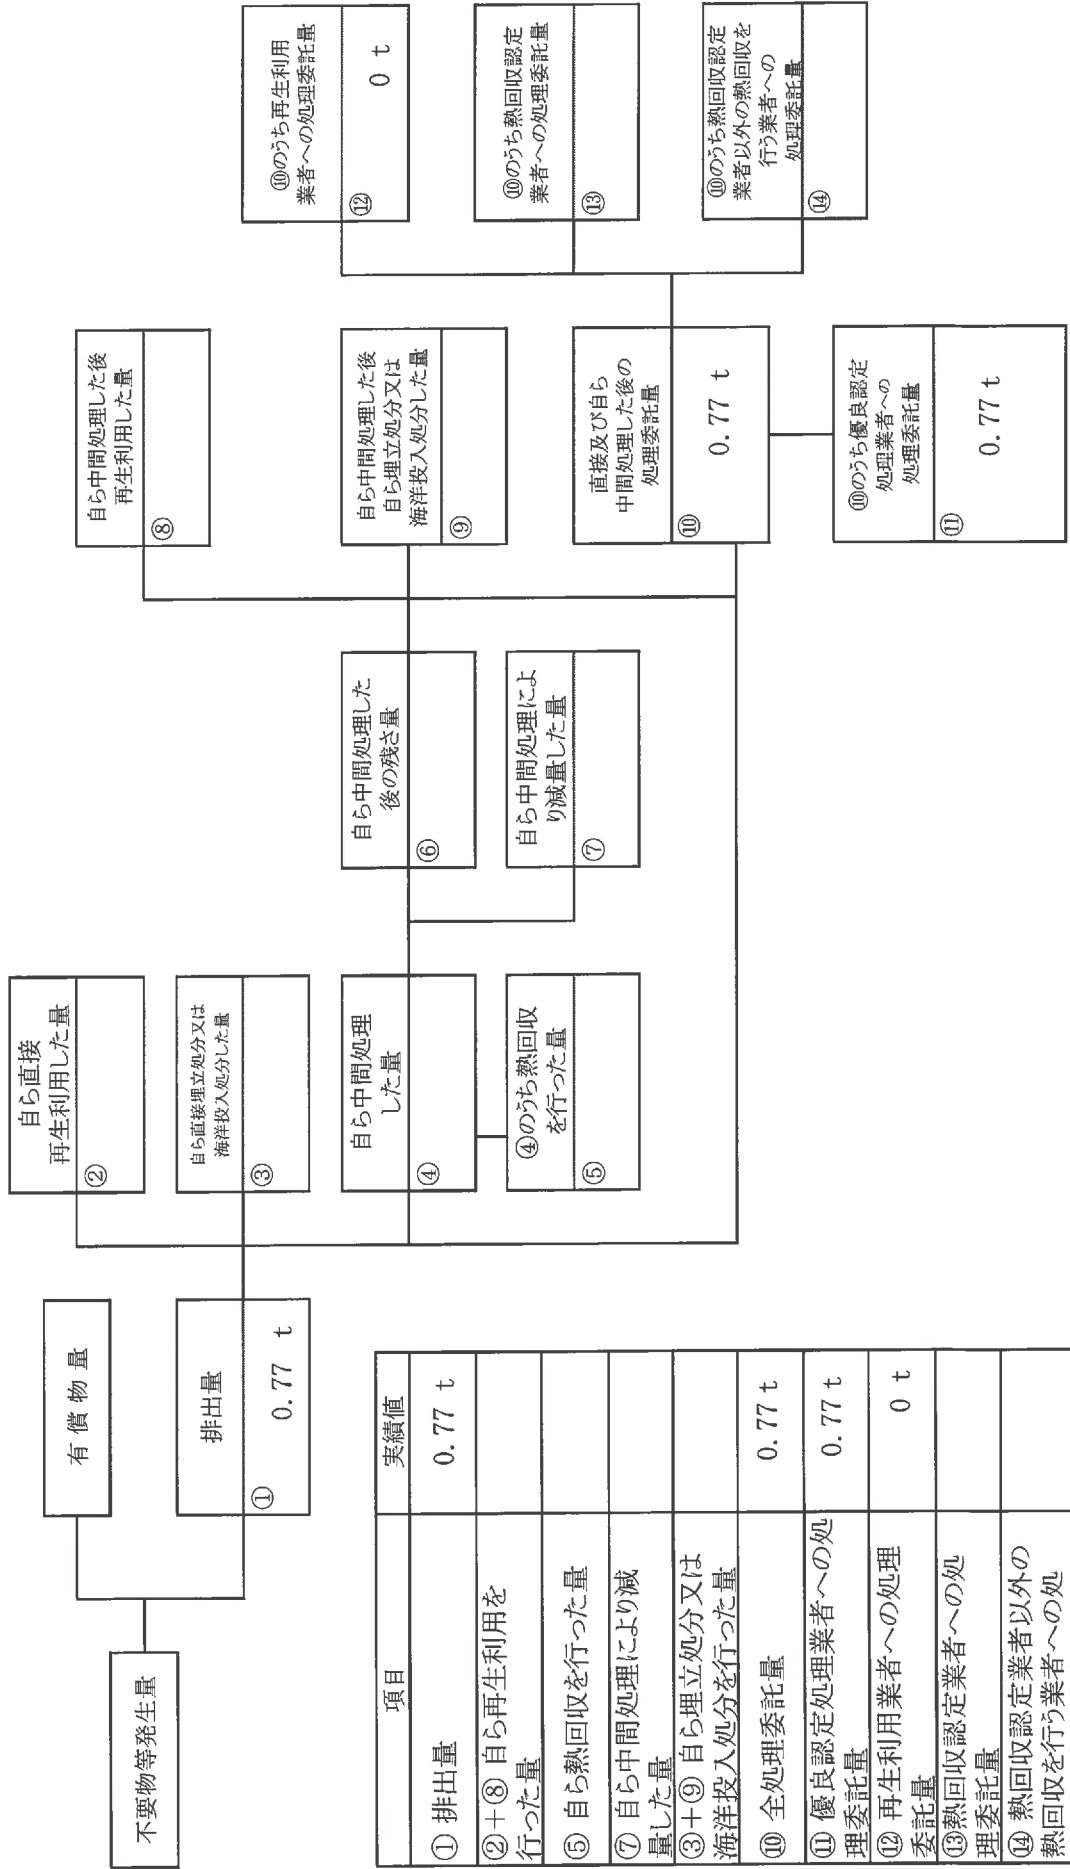 不要物等発生量
有 償 物 量
排出量
①
0.77 t
自ら直接
再生利用した量
②
自ら直接埋立処分又は
海洋投入処分した量
③
自ら中間処理
した量
④
④のうち熱回収
を行った量
⑤
自ら中間処理した
後の残さ量
⑥
自ら中間処理によ
り減量した量
⑦
自ら中間処理した後
再生利用した量
⑧
自ら中間処理した後
自ら埋立処分又は
海洋投入処分した量
⑨
直接及び自ら
中間処理した後の
処理委託量
⑩
0.77 t
⑩のうち優良認定
処理業者への
処理委託量
⑪
0.77 t
⑩のうち再生利用
業者への処理委託量
⑫
0 t
⑩のうち熱回収認定
業者への処理委託量
⑬
⑩のうち熱回収認定
業者以外の熱回収を
行う業者への
処理委託量
⑭
項目
実績値
① 排出量
0.77 t
②+⑧ 自ら再生利用を
行った量
⑤ 自ら熱回収を行った量
⑦ 自ら中間処理により減
量した量
③+⑨ 自ら埋立処分又は
海洋投入処分を行った量
⑩ 全処理委託量
0.77 t
⑪ 優良認定処理業者への処
理委託量
0.77 t
⑫ 再生利用業者への処理
委託量
0 t
⑬熱回収認定業者への処
理委託量
⑭ 熱回収認定業者以外の
熱回収を行う業者への処